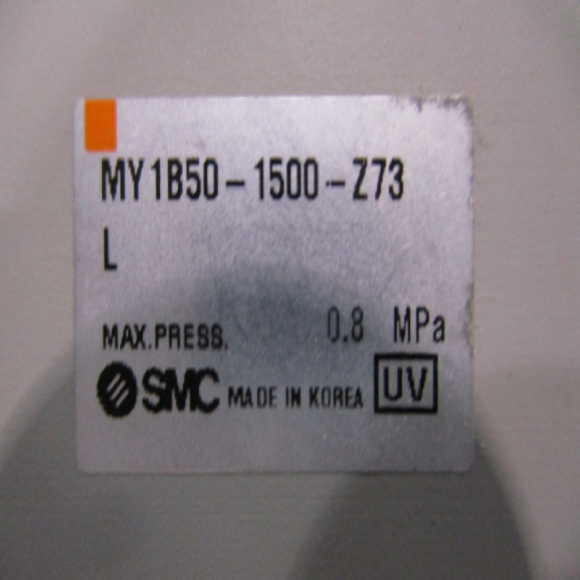 MY1B50-1500-Z73
L
MAX.PRESS. 0.8 MPa
SMC MADE IN KOREA UV